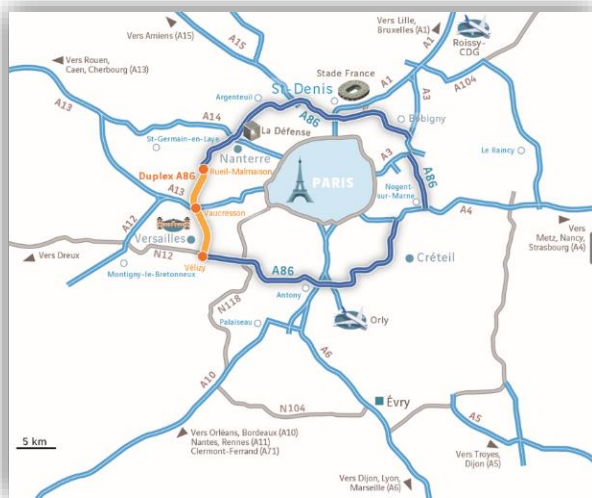 Vers Lille,
Bruxelles (A1)
Vers Amiens (A15)
A15
A1
Roissy-
CDG
Vers Rouen,
Caen, Cherbourg (A13)
Stade France
A104
St-Denis
A1
A3
Argenteuil
A13
A14
A86
Bobigny
La Défense
St-Germain-en-Laye
Nanterre
A3
Le Raincy
Duplex A86
Rueil-Malmaison
PARIS
A86
A13
Nogent-
sur-Marne
A4
Vaucresson
A12
Versailles
Vers
Metz, Nancy,
Strasbourg (A4)
Vers Dreux
N12
Vélizy
A86
Créteil
Montigny-le-Bretonneux
Antony
N118
Orly
Palaiseau
A6
A10
N104
Évry
A5
5 km
Vers Orléans, Bordeaux (A10)
Nantes, Rennes (A11)
Clermont-Ferrand (A71)
Vers Troyes,
Dijon (A5)
Vers Dijon, Lyon,
Marseille (A6)